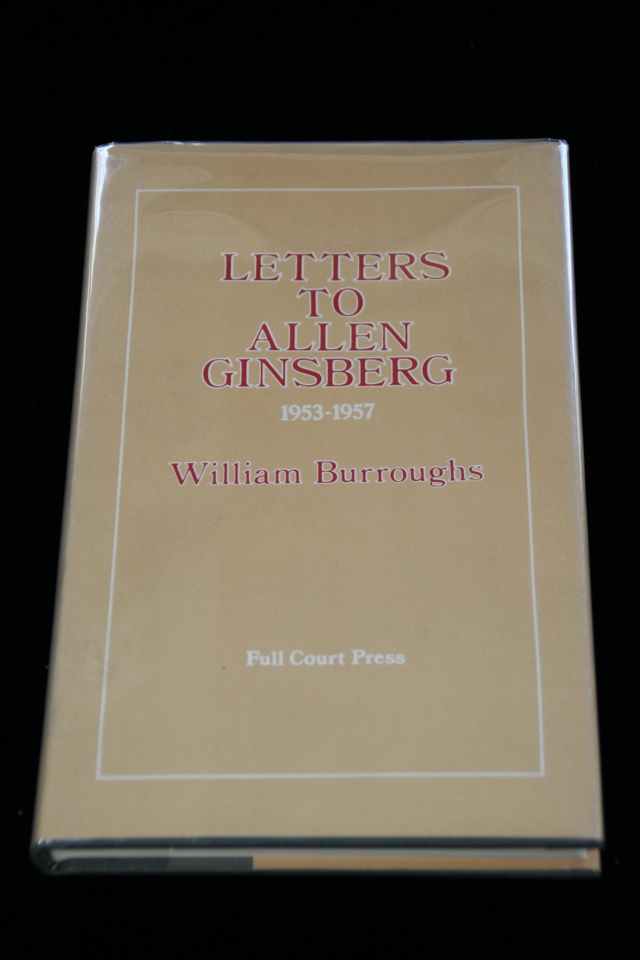 LETTERS
TO
ALLEN
GINSBERG
1953-1957
William Burroughs
Full Court Press